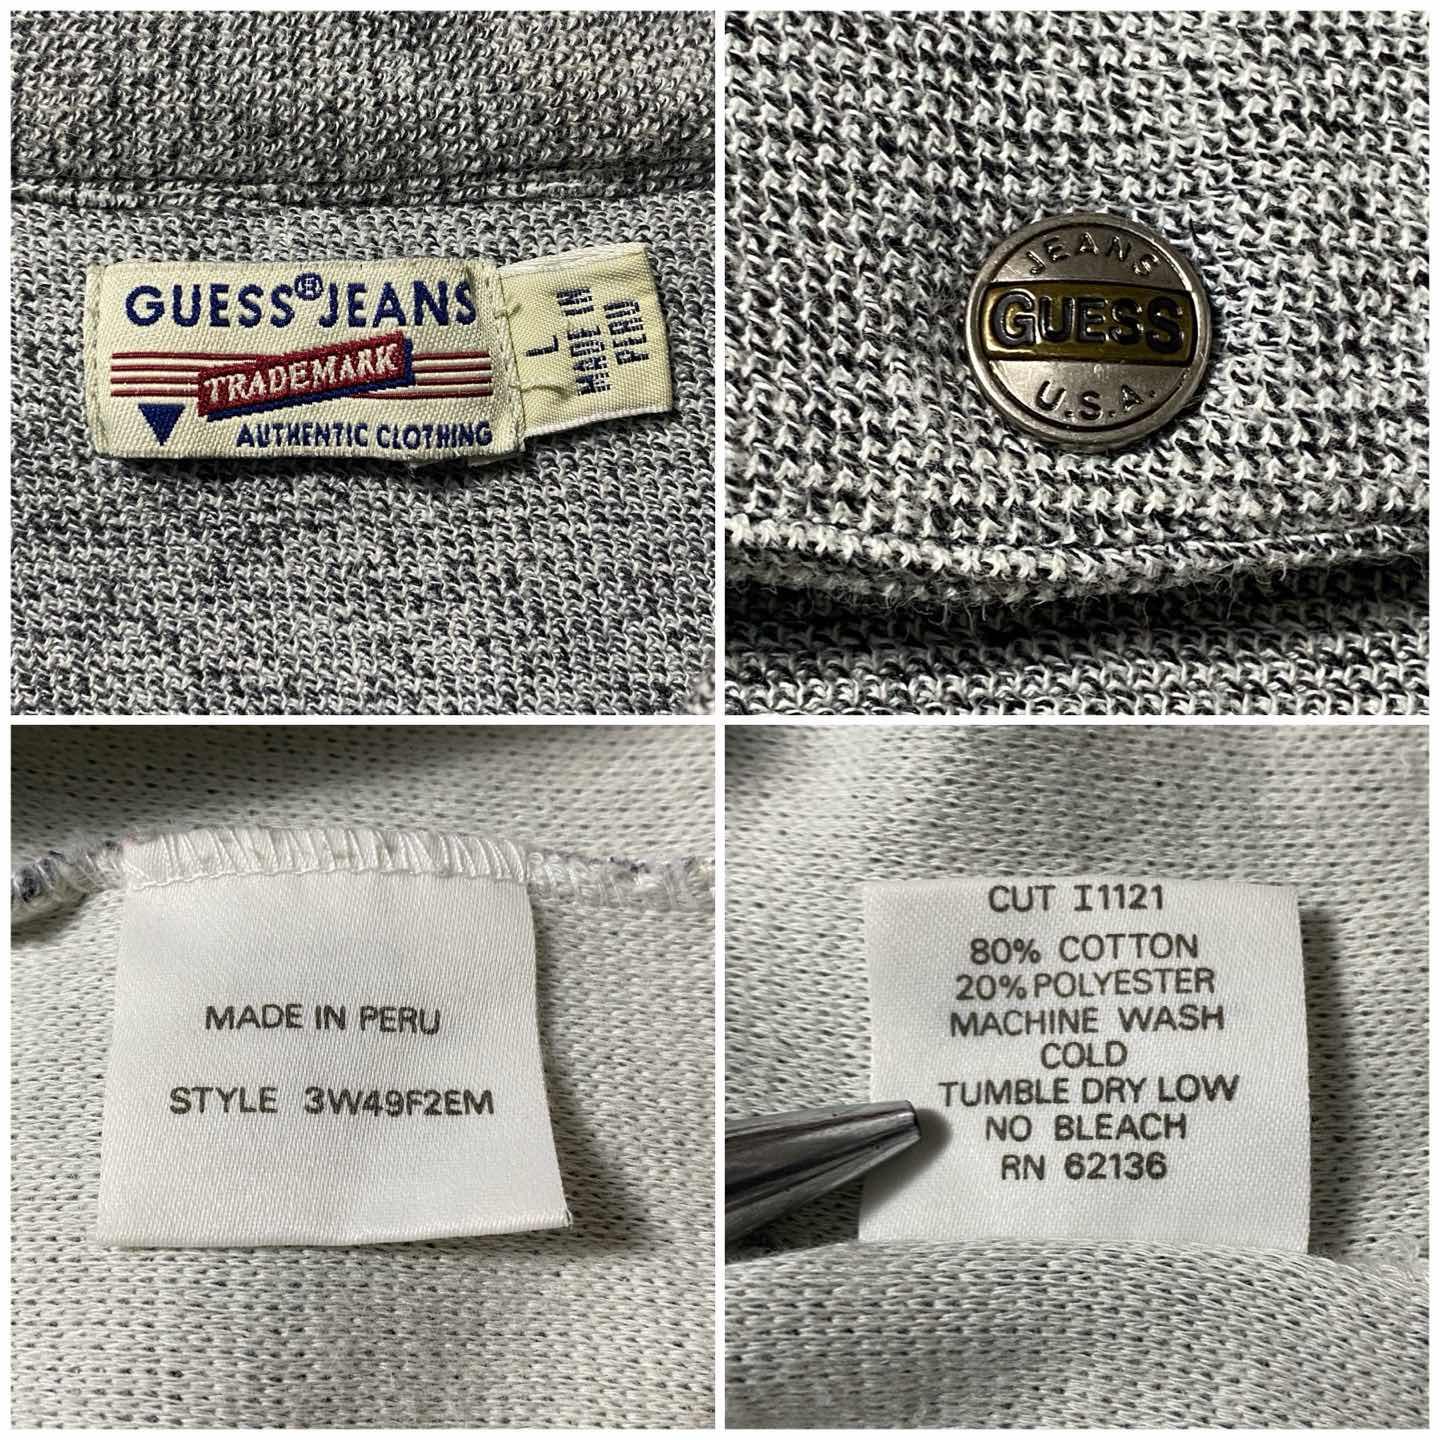 GUESS® JEANS
TRADEMARK
AUTHENTIC CLOTHING
L
MADE IN
PERU
JEANS
GUESS
U.S.A.
MADE IN PERU
STYLE 3W49F2EM
CUT I1121
80% COTTON
20% POLYESTER
MACHINE WASH
COLD
TUMBLE DRY LOW
NO BLEACH
RN 62136